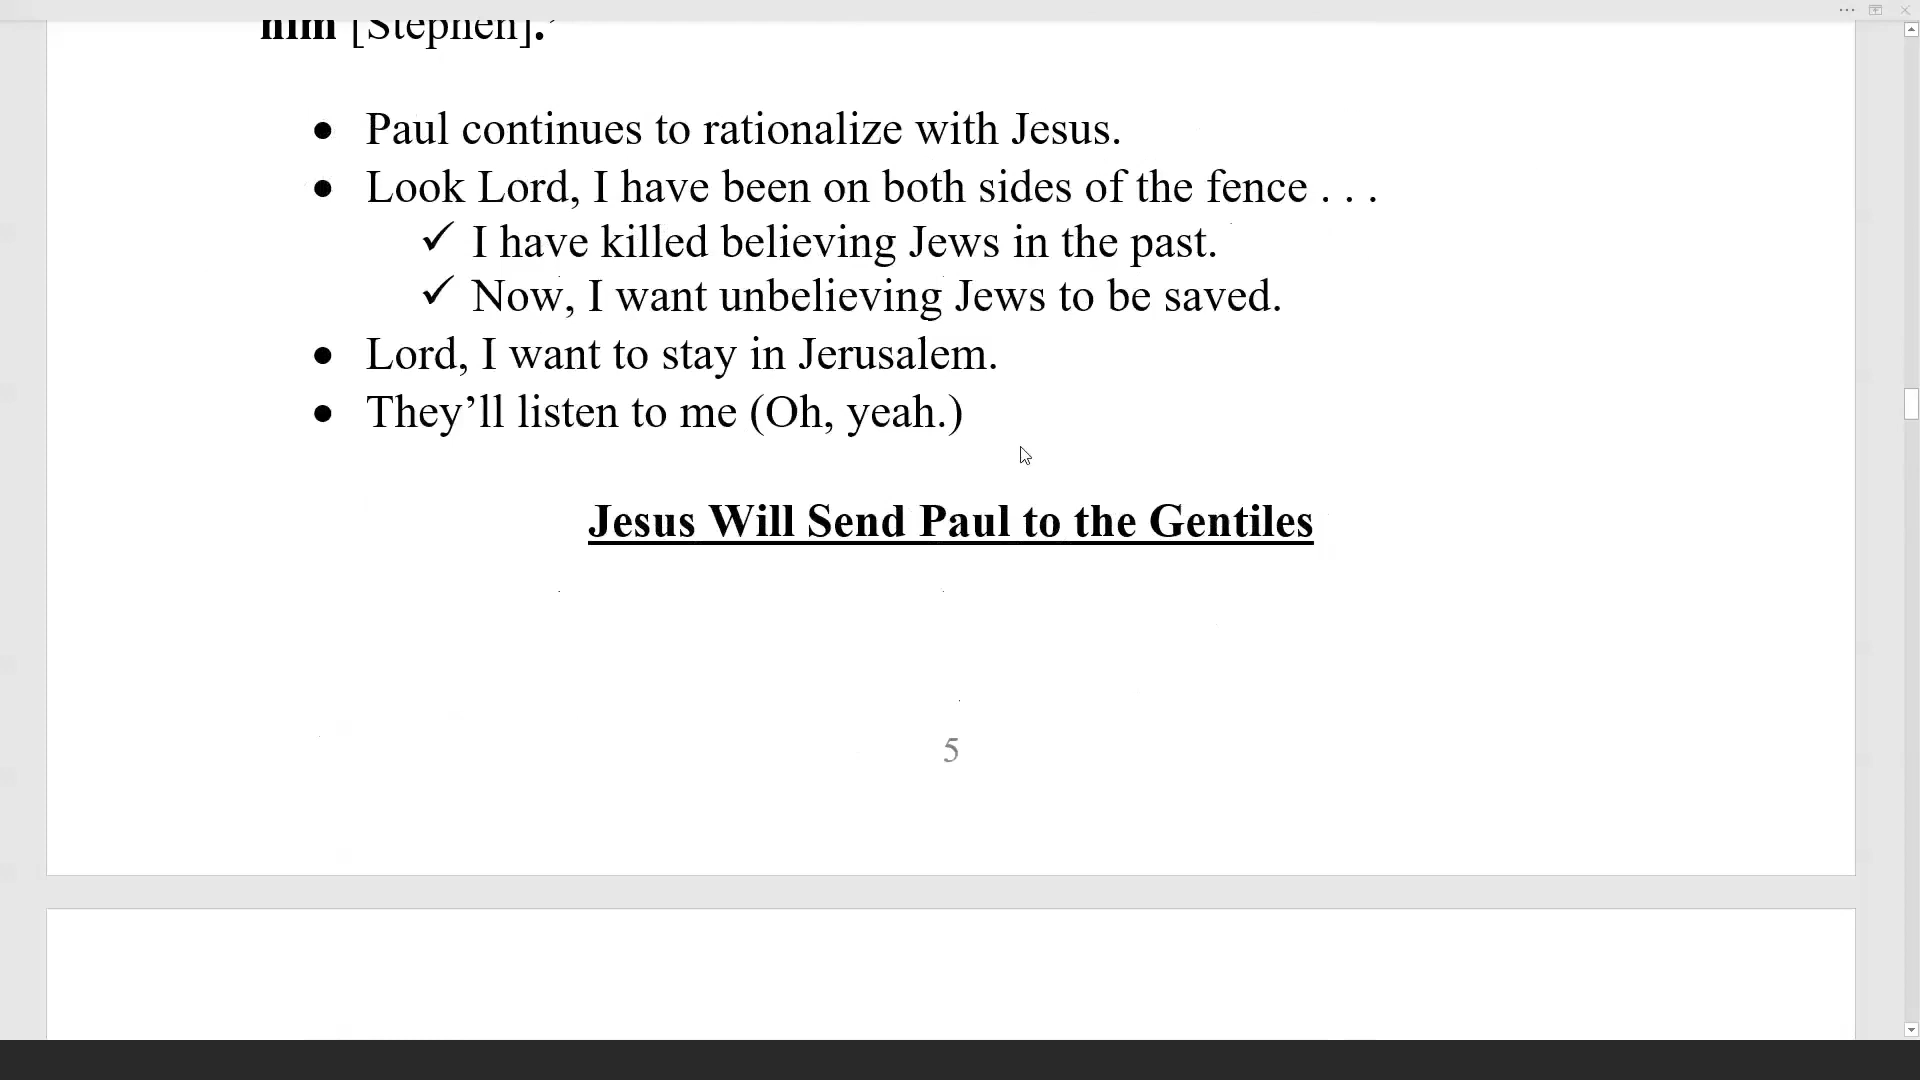 him [Stephen].’
• Paul continues to rationalize with Jesus.
• Look Lord, I have been on both sides of the fence . . .
✓ I have killed believing Jews in the past.
✓ Now, I want unbelieving Jews to be saved.
• Lord, I want to stay in Jerusalem.
• They’ll listen to me (Oh, yeah.)
Jesus Will Send Paul to the Gentiles
5